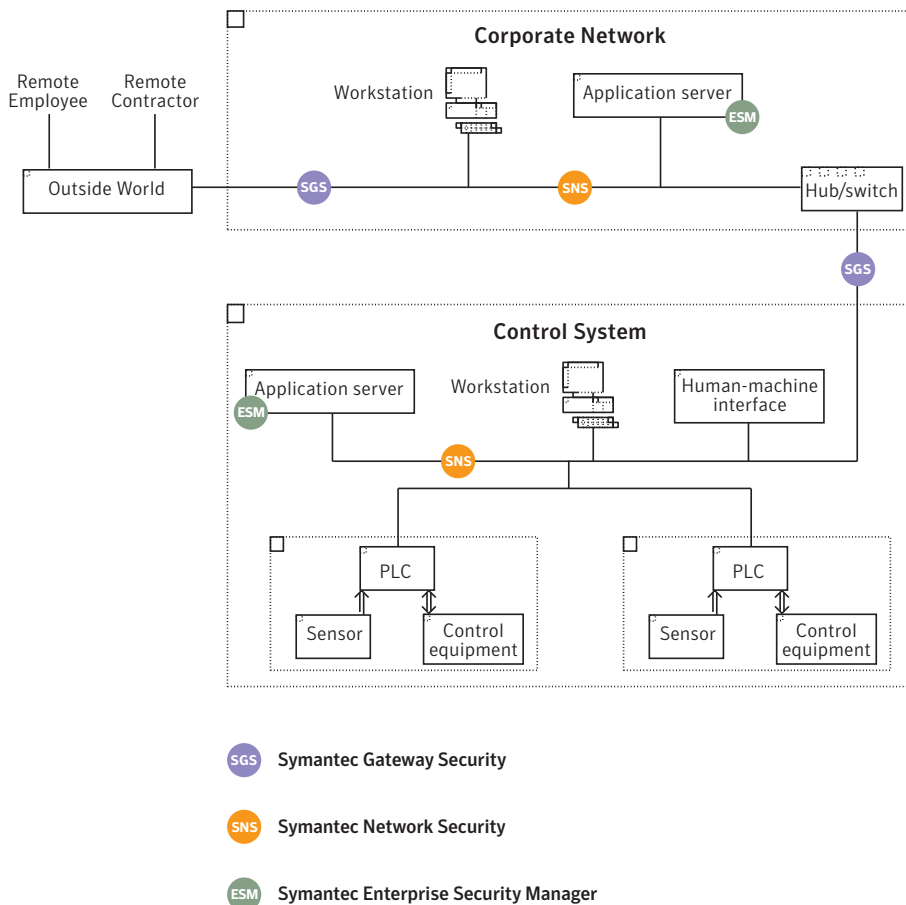 Corporate Network
Remote
Employee
Remote
Contractor
Workstation
Application server
ESM
Outside World
SGS
SNS
Hub/switch
SGS
Control System
Application server
ESM
Workstation
Human-machine
interface
SNS
PLC
Sensor
Control
equipment
PLC
Sensor
Control
equipment
SGS Symantec Gateway Security
SNS Symantec Network Security
ESM Symantec Enterprise Security Manager